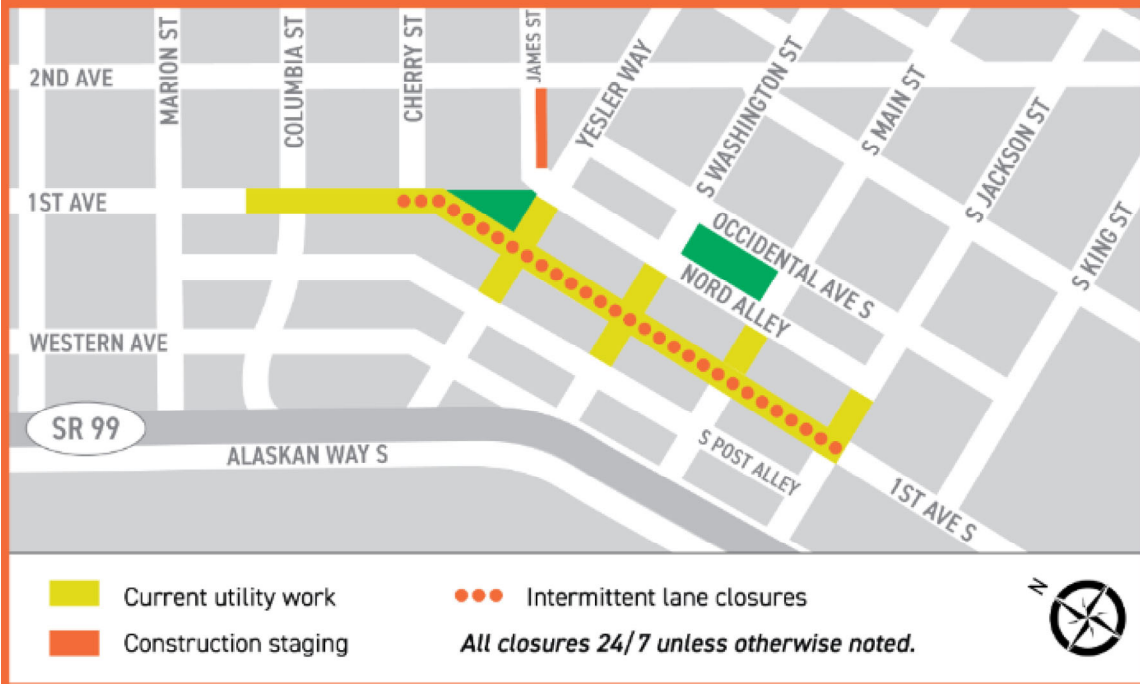 MARION ST
COLUMBIA ST
CHERRY ST
JAMES ST
2ND AVE
YESLER WAY
S WASHINGTON ST
S MAIN ST
S JACKSON ST
S KING ST
1ST AVE
OCCIDENTAL AVE S
NORD ALLEY
WESTERN AVE
SR 99
ALASKAN WAY S
S POST ALLEY
1ST AVE S
Current utility work
Intermittent lane closures
Construction staging
All closures 24/7 unless otherwise noted.
N